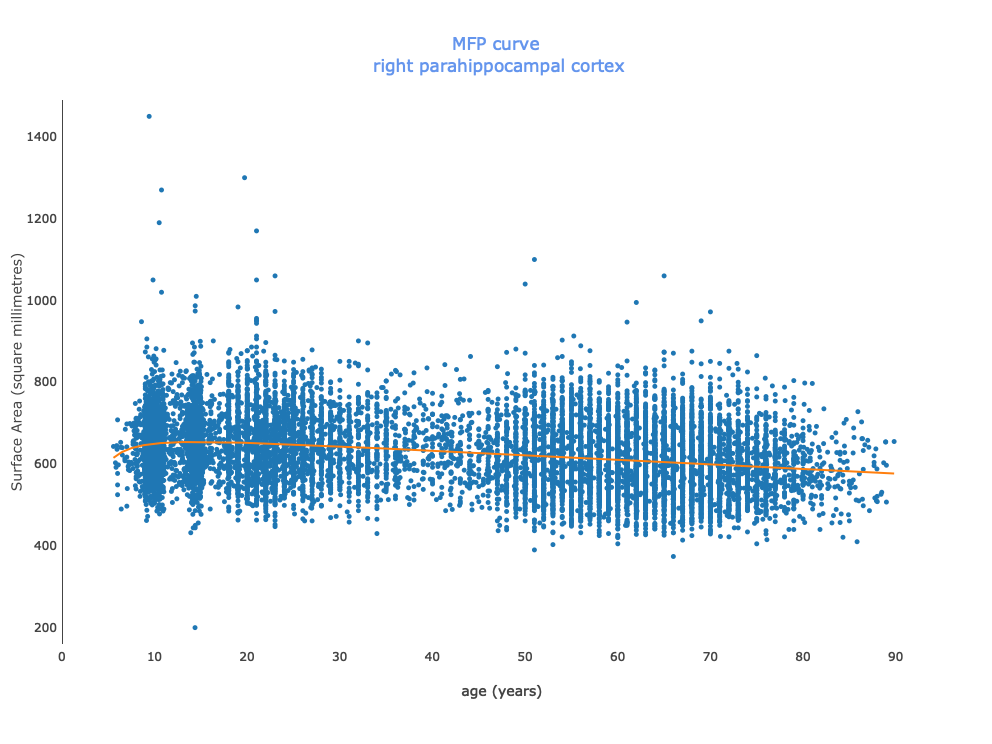 MFP curve
right parahippocampal cortex
Surface Area (square millimetres)
1400
1200
1000
800
600
400
200
0 10 20 30 40 50 60 70 80 90
age (years)